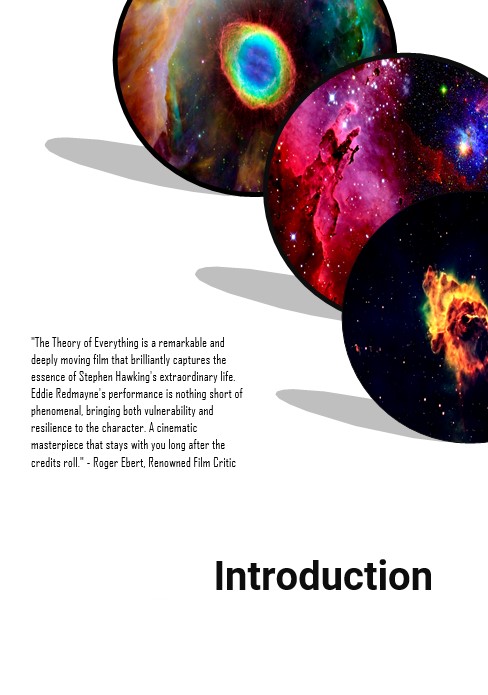 "The Theory of Everything is a remarkable and
deeply moving film that brilliantly captures the
essence of Stephen Hawking's extraordinary life.
Eddie Redmayne's performance is nothing short of
phenomenal, bringing both vulnerability and
resilience to the character. A cinematic
masterpiece that stays with you long after the
credits roll." - Roger Ebert, Renowned Film Critic
Introduction